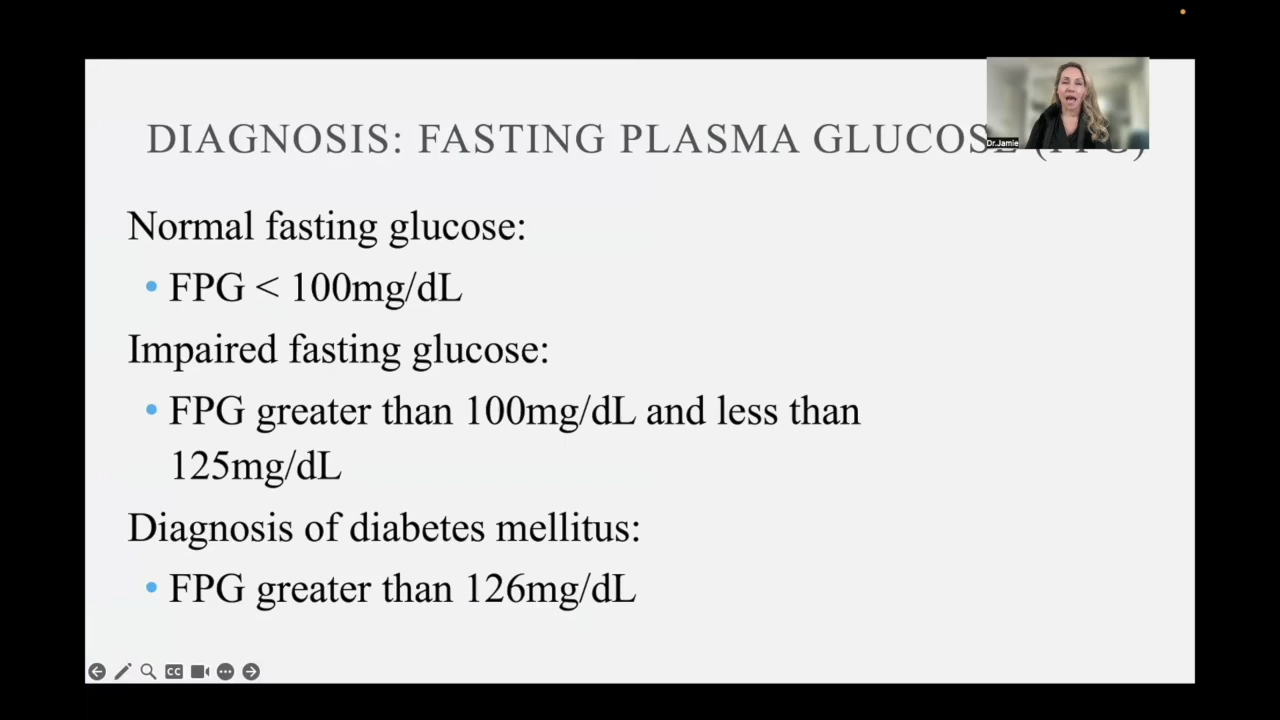 DIAGNOSIS: FASTING PLASMA GLUCOSE
Dr.Jamie
Normal fasting glucose:
• FPG < 100mg/dL
Impaired fasting glucose:
• FPG greater than 100mg/dL and less than
125mg/dL
Diagnosis of diabetes mellitus:
• FPG greater than 126mg/dL
CC